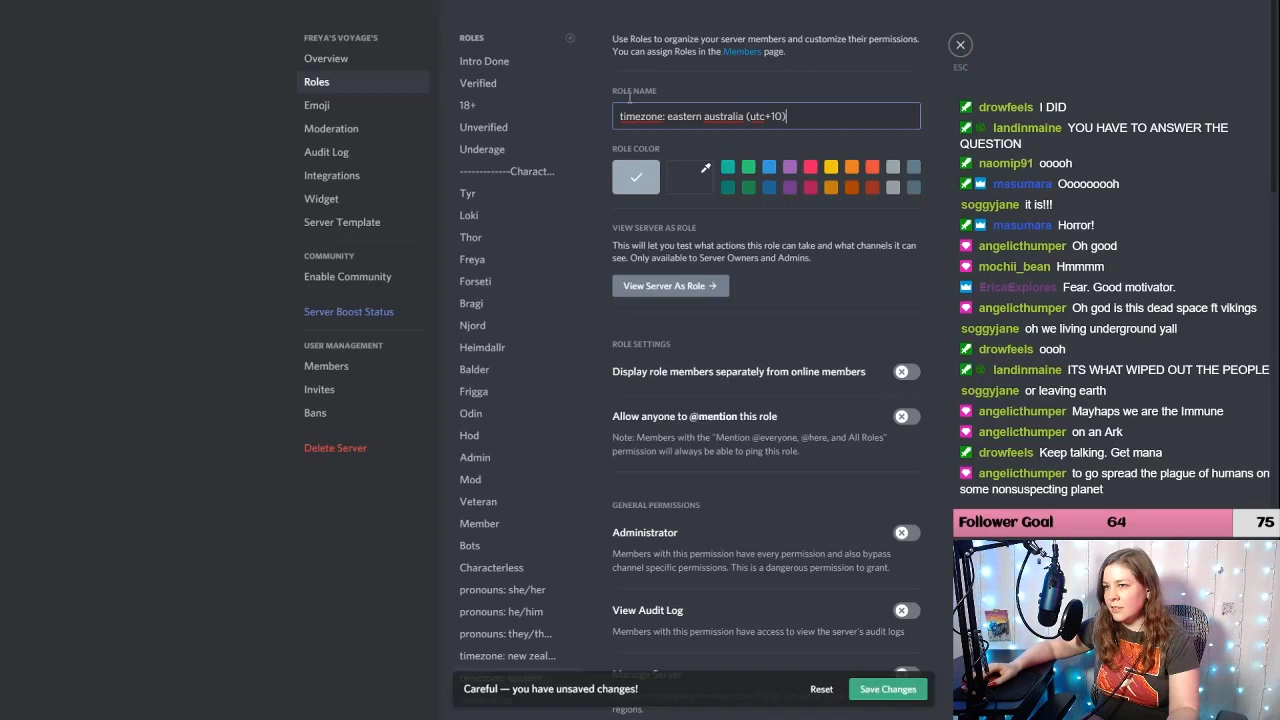 FREYA'S VOYAGE'S
Overview
Roles
Emoji
Moderation
Audit Log
Integrations
Widget
Server Template
COMMUNITY
Enable Community
Server Boost Status
USER MANAGEMENT
Members
Invites
Bans
Delete Server
ROLES
Intro Done
Verified
18+
Unverified
Underage
-------------Charact...
Tyr
Loki
Thor
Freya
Forseti
Bragi
Njord
Heimdallr
Balder
Frigga
Odin
Hod
Admin
Mod
Veteran
Member
Bots
Characterless
pronouns: she/her
pronouns: he/him
pronouns: they/th...
timezone: new zeal...
Use Roles to organize your server members and customize their permissions.
You can assign Roles in the Members page.
ROLE NAME
timezone: eastern australia (utc+10)
ROLE COLOR
VIEW SERVER AS ROLE
This will let you test what actions this role can take and what channels it can
see. Only available to Server Owners and Admins.
View Server As Role →
ROLE SETTINGS
Display role members separately from online members
Allow anyone to @mention this role
Note: Members with the "Mention @everyone, @here, and All Roles"
permission will always be able to ping this role.
GENERAL PERMISSIONS
Administrator
Members with this permission have every permission and also bypass
channel specific permissions. This is a dangerous permission to grant.
View Audit Log
Members with this permission have access to view the server's audit logs
Manage Server
regions.
Careful — you have unsaved changes!
Reset
Save Changes
ESC
drowfeels I DID
landinmaine YOU HAVE TO ANSWER THE
QUESTION
naomip91 ooooh
masumara Ooooooooh
soggyjane it is!!!
masumara Horror!
angelicthumper Oh good
mochii_bean Hmmmm
EricaExplores Fear. Good motivator.
angelicthumper Oh god is this dead space ft vikings
soggyjane oh we living underground yall
drowfeels oooh
landinmaine ITS WHAT WIPED OUT THE PEOPLE
soggyjane or leaving earth
angelicthumper Mayhaps we are the Immune
angelicthumper on an Ark
drowfeels Keep talking. Get mana
angelicthumper to go spread the plague of humans on
some nonsuspecting planet
Follower Goal 64 75